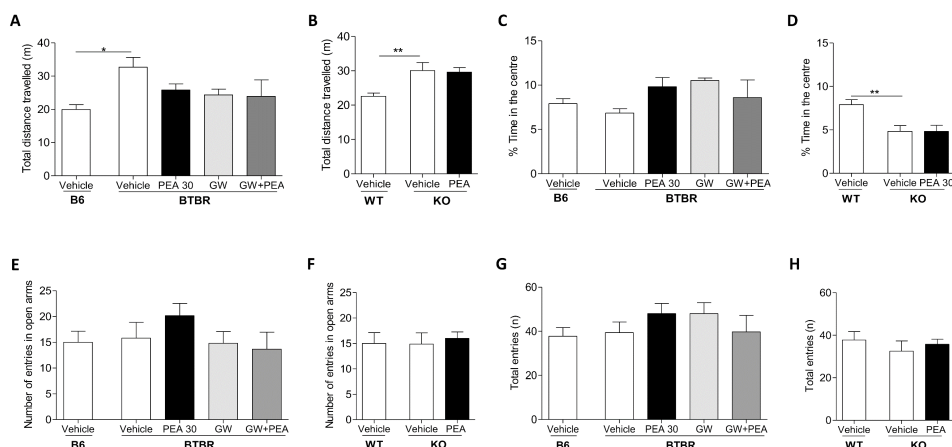 A
Total distance travelled (m)
40
30
20
10
0
*
Vehicle Vehicle PEA 30 GW GW+PEA
B6 BTBR
B
Total distance travelled (m)
40
30
20
10
0
**
Vehicle Vehicle PEA
WT KO
C
% Time in the centre
15
10
5
0
Vehicle Vehicle PEA 30 GW GW+PEA
B6 BTBR
D
% Time in the centre
15
10
5
0
**
Vehicle Vehicle PEA 30
WT KO
E
Number of entries in open arms
25
20
15
10
5
0
Vehicle Vehicle PEA 30 GW GW+PEA
B6 BTBR
F
Number of entries in open arms
25
20
15
10
5
0
Vehicle Vehicle PEA
WT KO
G
Total entries (n)
60
40
20
0
Vehicle Vehicle PEA 30 GW GW+PEA
B6 BTBR
H
Total entries (n)
60
40
20
0
Vehicle Vehicle PEA
WT KO